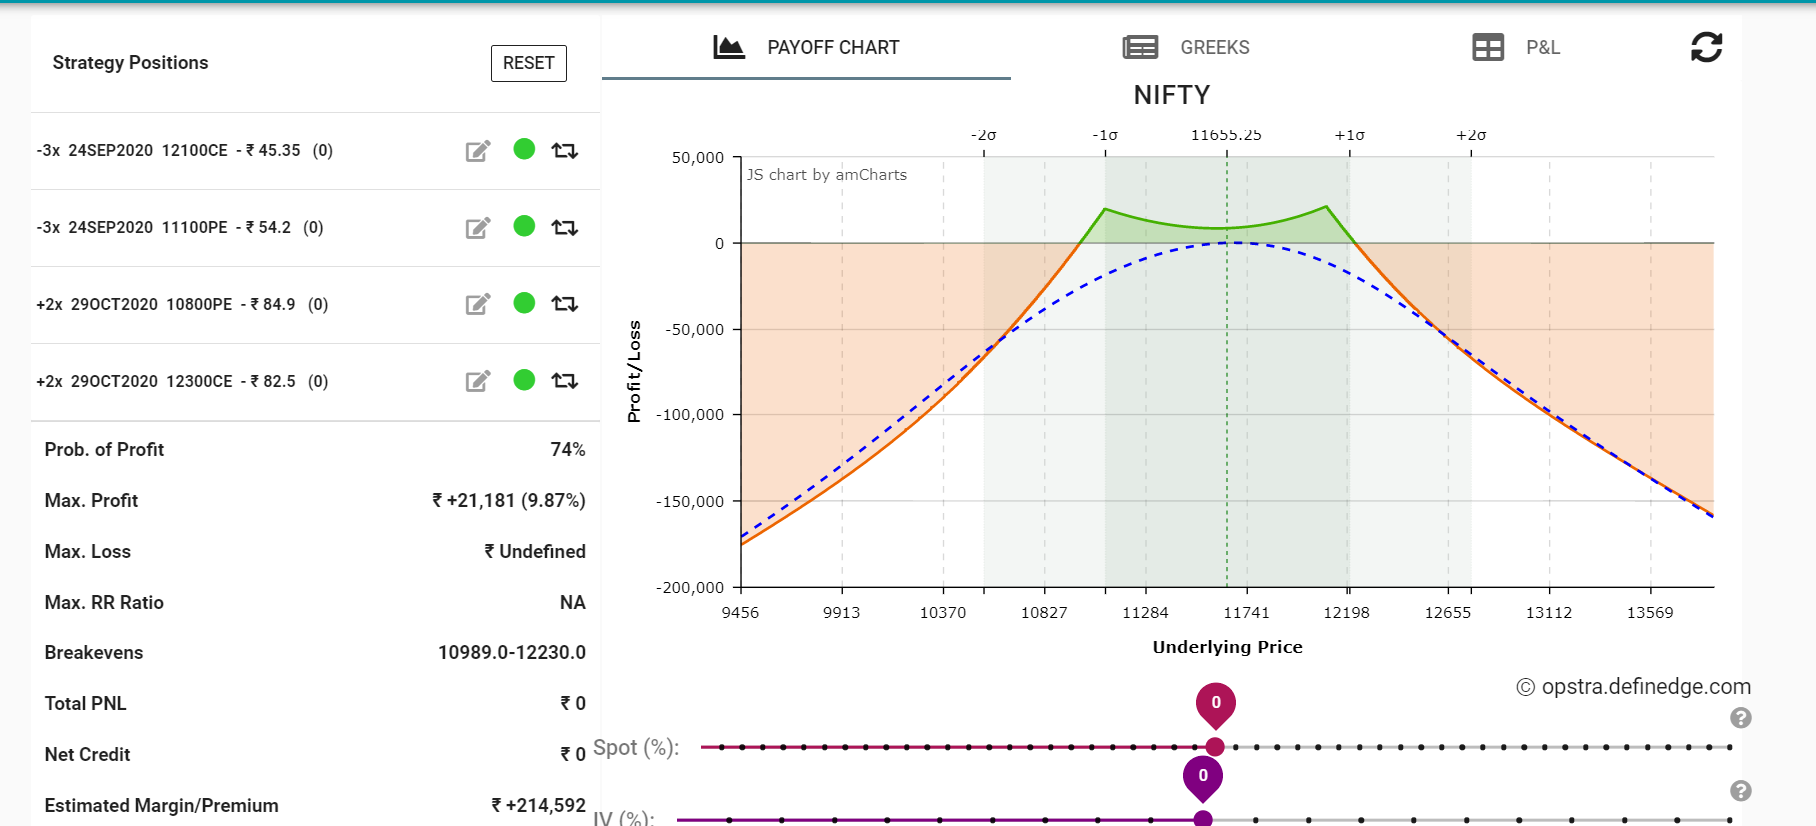 Strategy Positions
RESET
-3x 24SEP2020 12100CE - ₹ 45.35 (0)
-3x 24SEP2020 11100PE - ₹ 54.2 (0)
+2x 29OCT2020 10800PE - ₹ 84.9 (0)
+2x 29OCT2020 12300CE - ₹ 82.5 (0)
Prob. of Profit 74%
Max. Profit ₹ +21,181 (9.87%)
Max. Loss ₹ Undefined
Max. RR Ratio NA
Breakevens 10989.0-12230.0
Total PNL ₹ 0
Net Credit ₹ 0
Estimated Margin/Premium ₹ +214,592
PAYOFF CHART GREEKS P&L
NIFTY
-2σ -1σ 11655.25 +1σ +2σ
JS chart by amCharts
Profit/Loss
50,000
0
-50,000
-100,000
-150,000
-200,000
9456 9913 10370 10827 11284 11741 12198 12655 13112 13569
Underlying Price
© opstra.definedge.com
?
0
Spot (%):
0
?
IV (%):